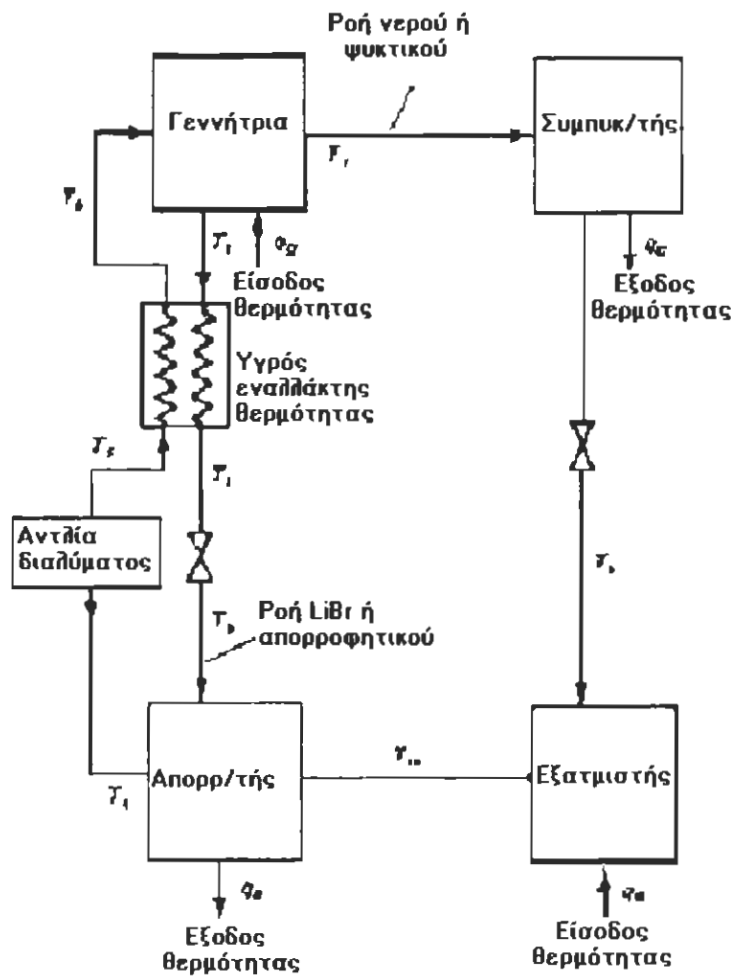 Ροή νερού ή
ψυκτικού
Γεννήτρια
Συμπυκ/τής
Είσοδος
θερμότητας
Εξοδος
θερμότητας
Υγρός
εναλλάκτης
θερμότητας
Αντλία
διαλύματος
Ροή LiBr ή
απορροφητικού
Απορρ/τής
Εξατμιστής
Εξοδος
θερμότητας
Είσοδος
θερμότητας